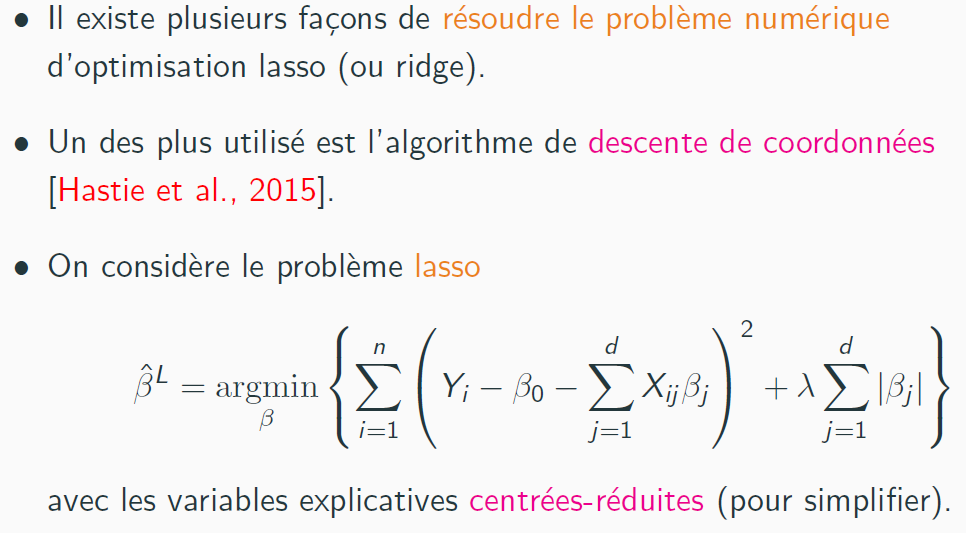 • Il existe plusieurs façons de résoudre le problème numérique
d'optimisation lasso (ou ridge).
• Un des plus utilisé est l'algorithme de descente de coordonnées
[Hastie et al., 2015].
• On considère le problème lasso
$\hat{\beta}^L = \underset{\beta}{\mathrm{argmin}} \left\{ \sum_{i=1}^{n} \left( Y_i - \beta_0 - \sum_{j=1}^{d} X_{ij}\beta_j \right)^2 + \lambda \sum_{j=1}^{d} |\beta_j| \right\}$
avec les variables explicatives centrées-réduites (pour simplifier).